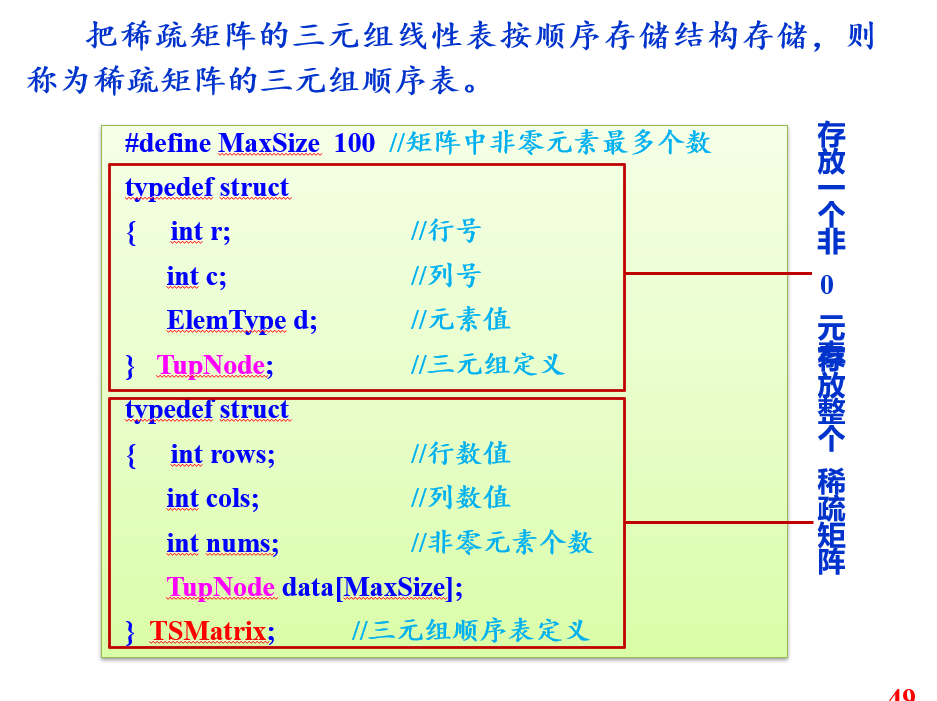 把稀疏矩阵的三元组线性表按顺序存储结构存储，则
称为稀疏矩阵的三元组顺序表。
#define MaxSize 100 //矩阵中非零元素最多个数
typedef struct
{ int r; //行号
int c; //列号
ElemType d; //元素值
} TupNode; //三元组定义
typedef struct
{ int rows; //行数值
int cols; //列数值
int nums; //非零元素个数
TupNode data[MaxSize];
} TSMatrix; //三元组顺序表定义
存放一个非0元素
存放整个稀疏矩阵
49